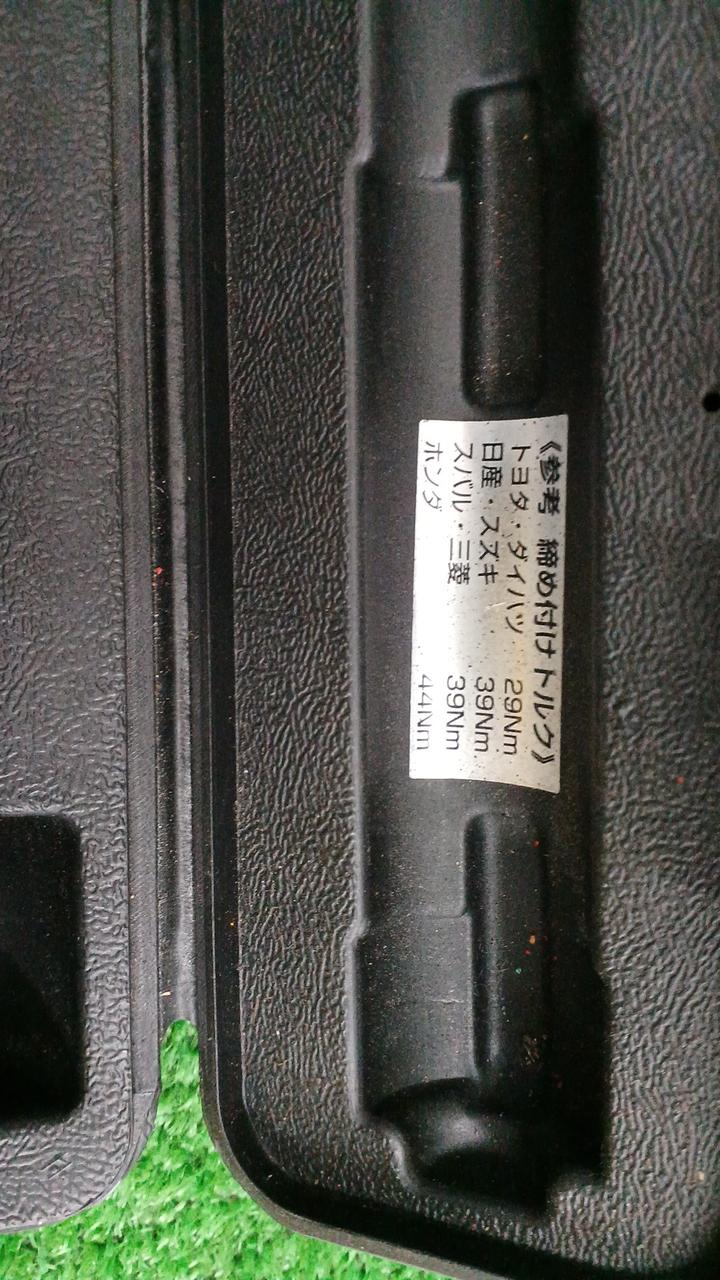 《参考 締め付けトルク》
トヨタ・ダイハツ 29Nm
日産・スズキ 39Nm
スバル・三菱 39Nm
ホンダ 44Nm